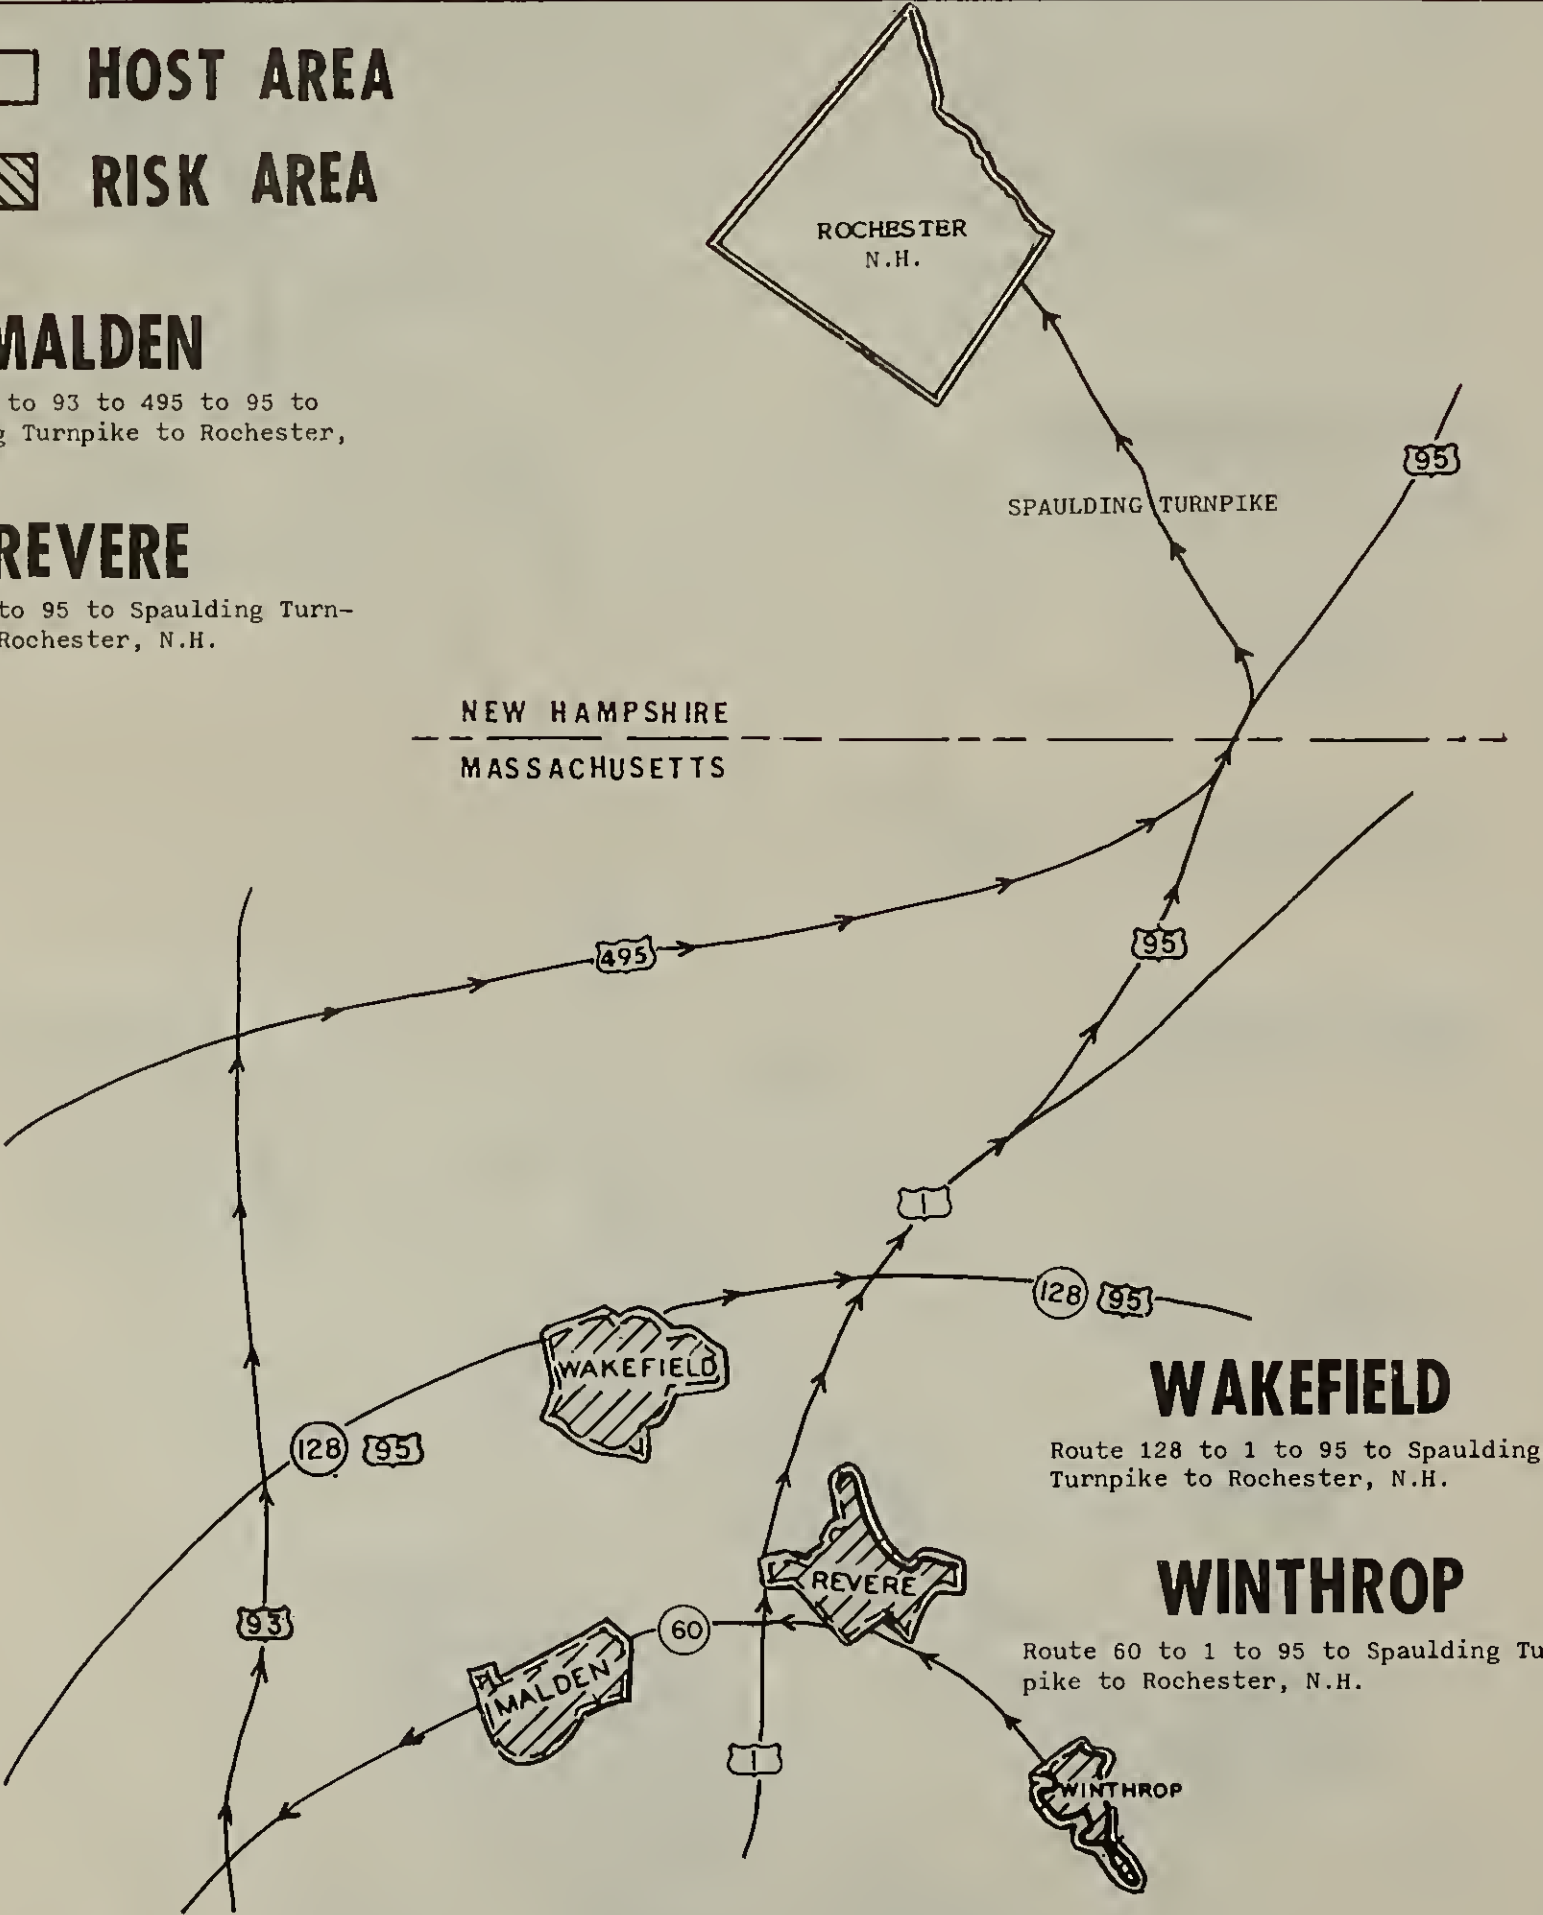 HOST AREA
RISK AREA
ROCHESTER
N.H.
MALDEN
to 93 to 495 to 95 to
Turnpike to Rochester,
95
SPAULDING TURNPIKE
REVERE
to 95 to Spaulding Turn-
Rochester, N.H.
NEW HAMPSHIRE
MASSACHUSETTS
495
95
1
128 95
WAKEFIELD
128 95
WAKEFIELD
Route 128 to 1 to 95 to Spaulding
Turnpike to Rochester, N.H.
REVERE
WINTHROP
93
60
MALDEN
Route 60 to 1 to 95 to Spaulding Tu
pike to Rochester, N.H.
1
WINTHROP